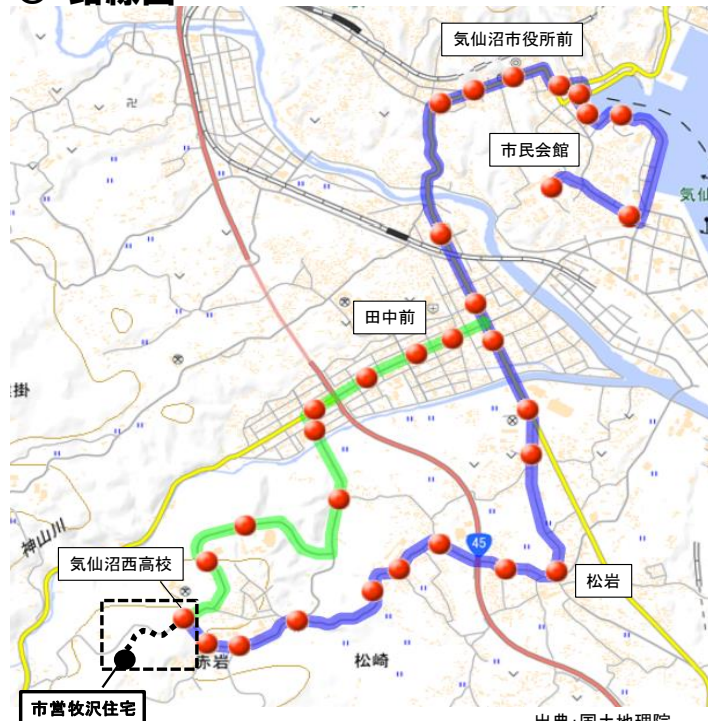 路線図
気仙沼市役所前
市民会館
気仙
田中前
掛
神山川
気仙沼西高校
45
松岩
赤岩
松崎
市営牧沢住宅
出典:国土地理院